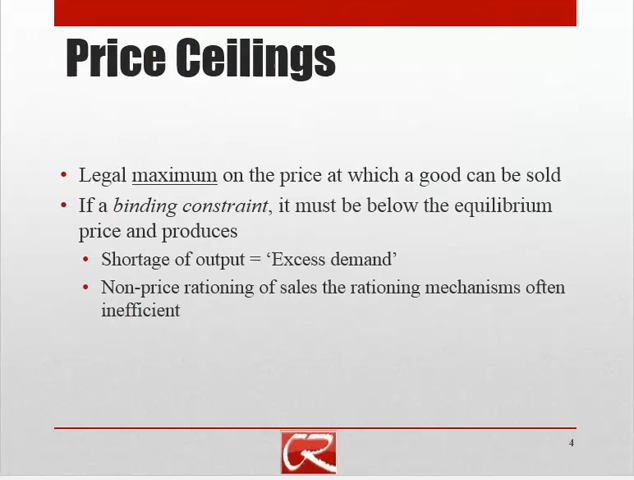 Price Ceilings
• Legal maximum on the price at which a good can be sold
• If a binding constraint, it must be below the equilibrium
price and produces
• Shortage of output = ‘Excess demand’
• Non-price rationing of sales the rationing mechanisms often
inefficient
CR
4